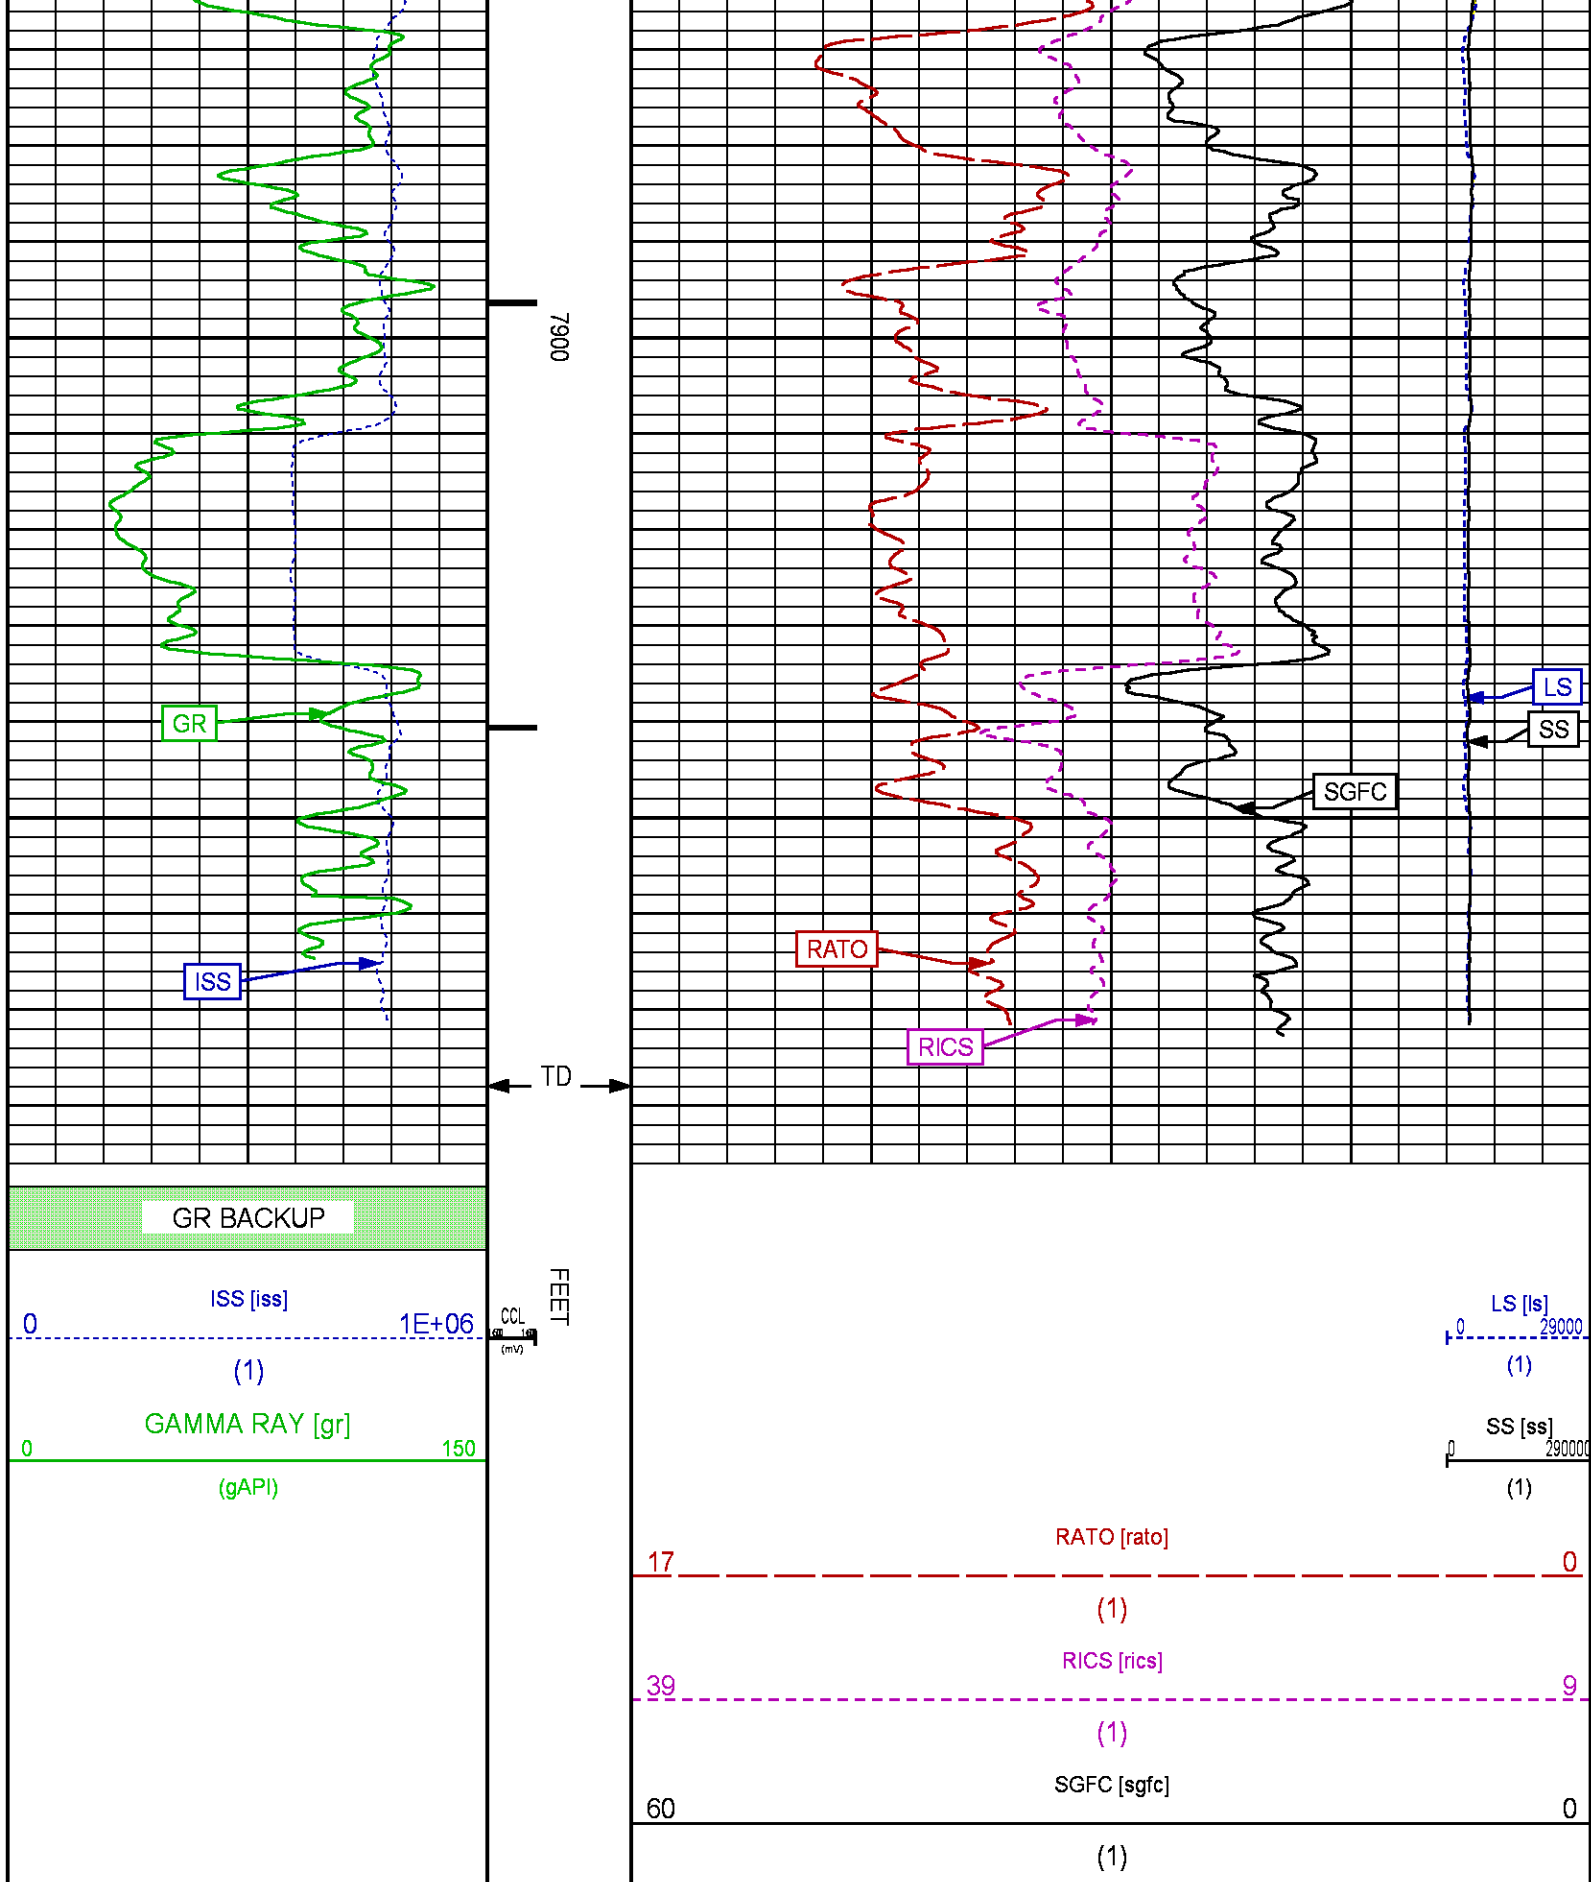 7900
GR
LS
SS
SGFC
RATO
ISS
RICS
TD
GR BACKUP
FEET
ISS [iss]
0 1E+06
(1)
CCL
(mV)
LS [ls]
0 29000
(1)
GAMMA RAY [gr]
0 150
(gAPI)
SS [ss]
0 290000
(1)
RATO [rato]
17 0
(1)
RICS [rics]
39 9
(1)
SGFC [sgfc]
60 0
(1)